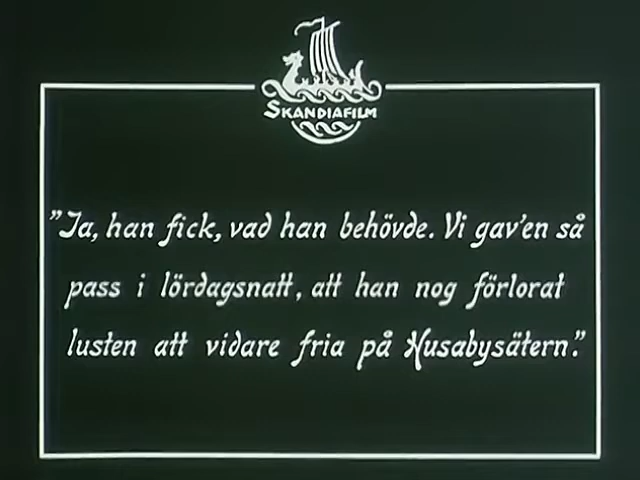 SKANDIAFILM
”Ja, han fick, vad han behövde. Vi gav'en så
pass i lördagsnatt, att han nog förlorat
lusten att vidare fria på Husabysätern.”